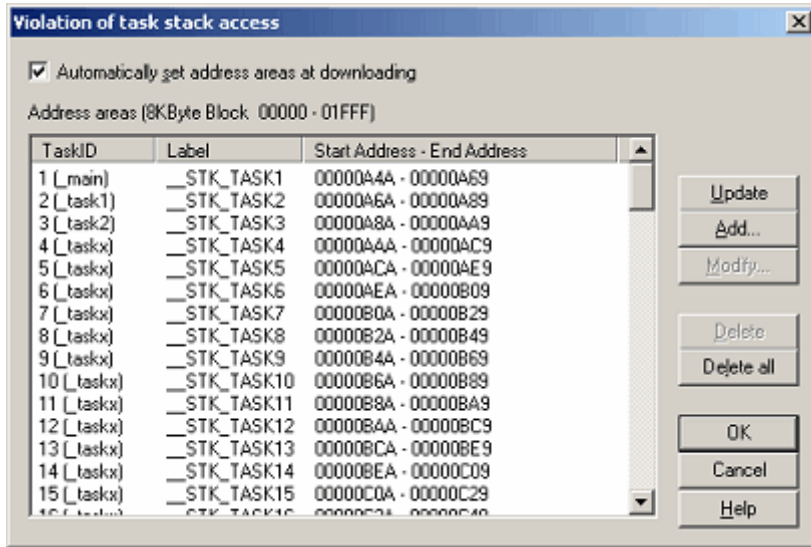 Violation of task stack access
Automatically set address areas at downloading
Address areas (8KByte Block 00000 - 01FFF)
TaskID Label Start Address - End Address
1 (_main) __STK_TASK1 00000A4A - 00000A69
2 (_task1) __STK_TASK2 00000A6A - 00000A89
3 (_task2) __STK_TASK3 00000A8A - 00000AA9
4 (_taskx) __STK_TASK4 00000AAA - 00000AC9
5 (_taskx) __STK_TASK5 00000ACA - 00000AE9
6 (_taskx) __STK_TASK6 00000AEA - 00000B09
7 (_taskx) __STK_TASK7 00000B0A - 00000B29
8 (_taskx) __STK_TASK8 00000B2A - 00000B49
9 (_taskx) __STK_TASK9 00000B4A - 00000B69
10 (_taskx) __STK_TASK10 00000B6A - 00000B89
11 (_taskx) __STK_TASK11 00000B8A - 00000BA9
12 (_taskx) __STK_TASK12 00000BAA - 00000BC9
13 (_taskx) __STK_TASK13 00000BCA - 00000BE9
14 (_taskx) __STK_TASK14 00000BEA - 00000C09
15 (_taskx) __STK_TASK15 00000C0A - 00000C29
Update
Add...
Modify...
Delete
Delete all
OK
Cancel
Help